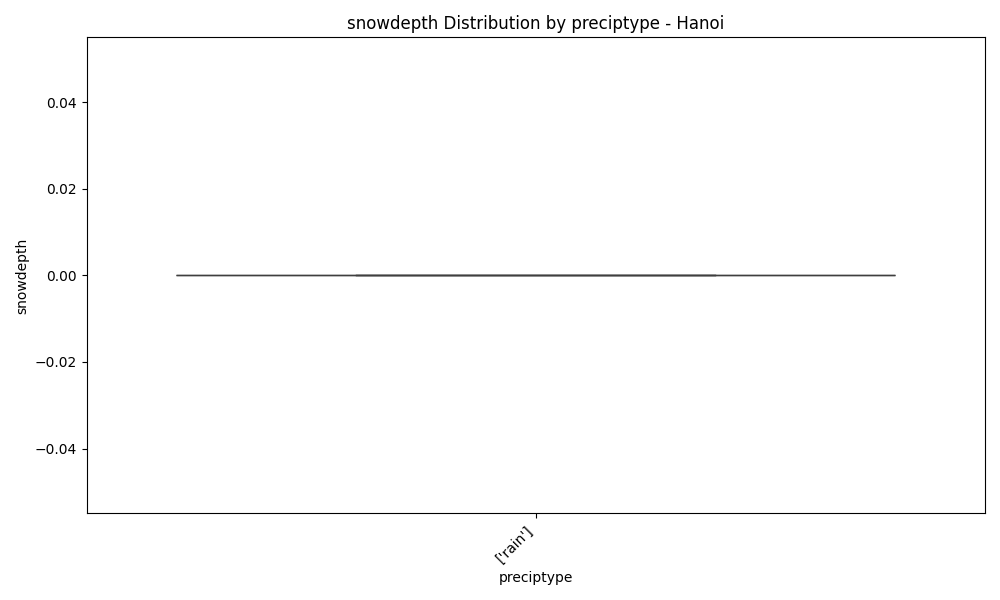 snowdepth Distribution by preciptype - Hanoi
snowdepth
0.04
0.02
0.00
−0.02
−0.04
['rain']
preciptype